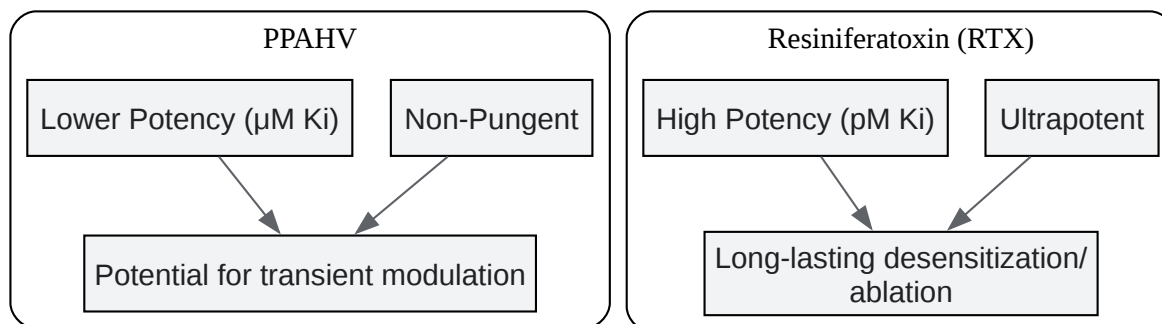 PPAHV
Lower Potency (μM Ki)
Non-Pungent
Potential for transient modulation
Resiniferatoxin (RTX)
High Potency (pM Ki)
Ultrapotent
Long-lasting desensitization/
ablation